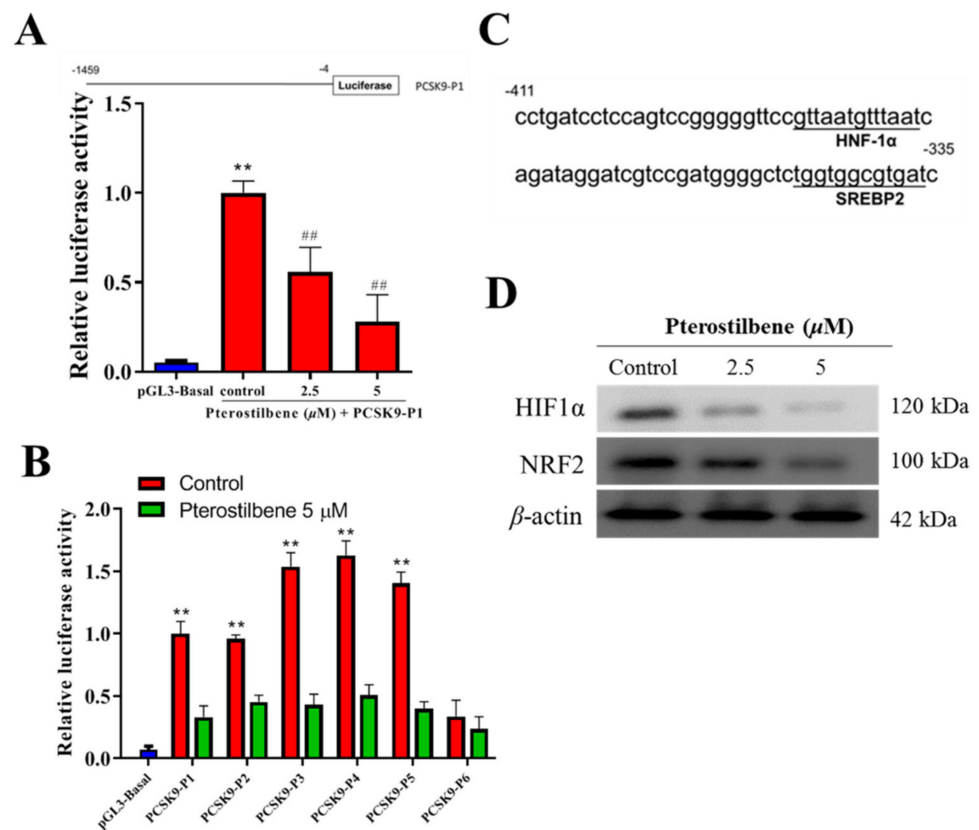 A
-1459
-4
Luciferase
PCSK9-P1
Relative luciferase activity
1.5
1.0
0.5
0.0
**
##
##
pGL3-Basal control 2.5 5
Pterostilbene (μM) + PCSK9-P1
B
Control
Pterostilbene 5 μM
Relative luciferase activity
2.0
1.5
1.0
0.5
0.0
**
**
**
**
**
pGL3-Basal
PCSK9-P1
PCSK9-P2
PCSK9-P3
PCSK9-P4
PCSK9-P5
PCSK9-P6
C
-411
cctgatcctccagtccgggggttccgttaatgtttaatc
HNF-1α
-335
agataggatcgtccgatggggctctggtggcgtgatc
SREBP2
D
Pterostilbene (μM)
Control 2.5 5
HIF1α 120 kDa
NRF2 100 kDa
β-actin 42 kDa